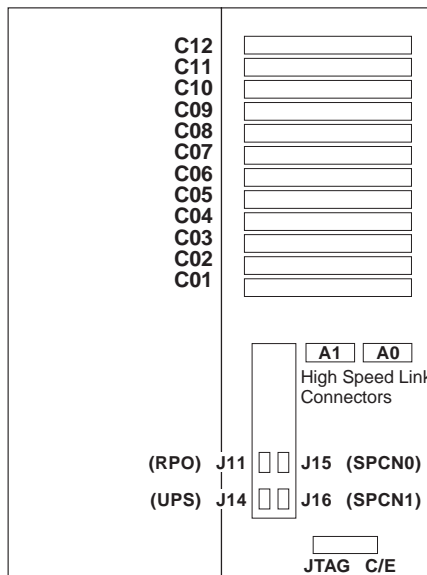 C12
C11
C10
C09
C08
C07
C06
C05
C04
C03
C02
C01
A1 A0
High Speed Link
Connectors
(RPO) J11 J15 (SPCN0)
(UPS) J14 J16 (SPCN1)
JTAG C/E